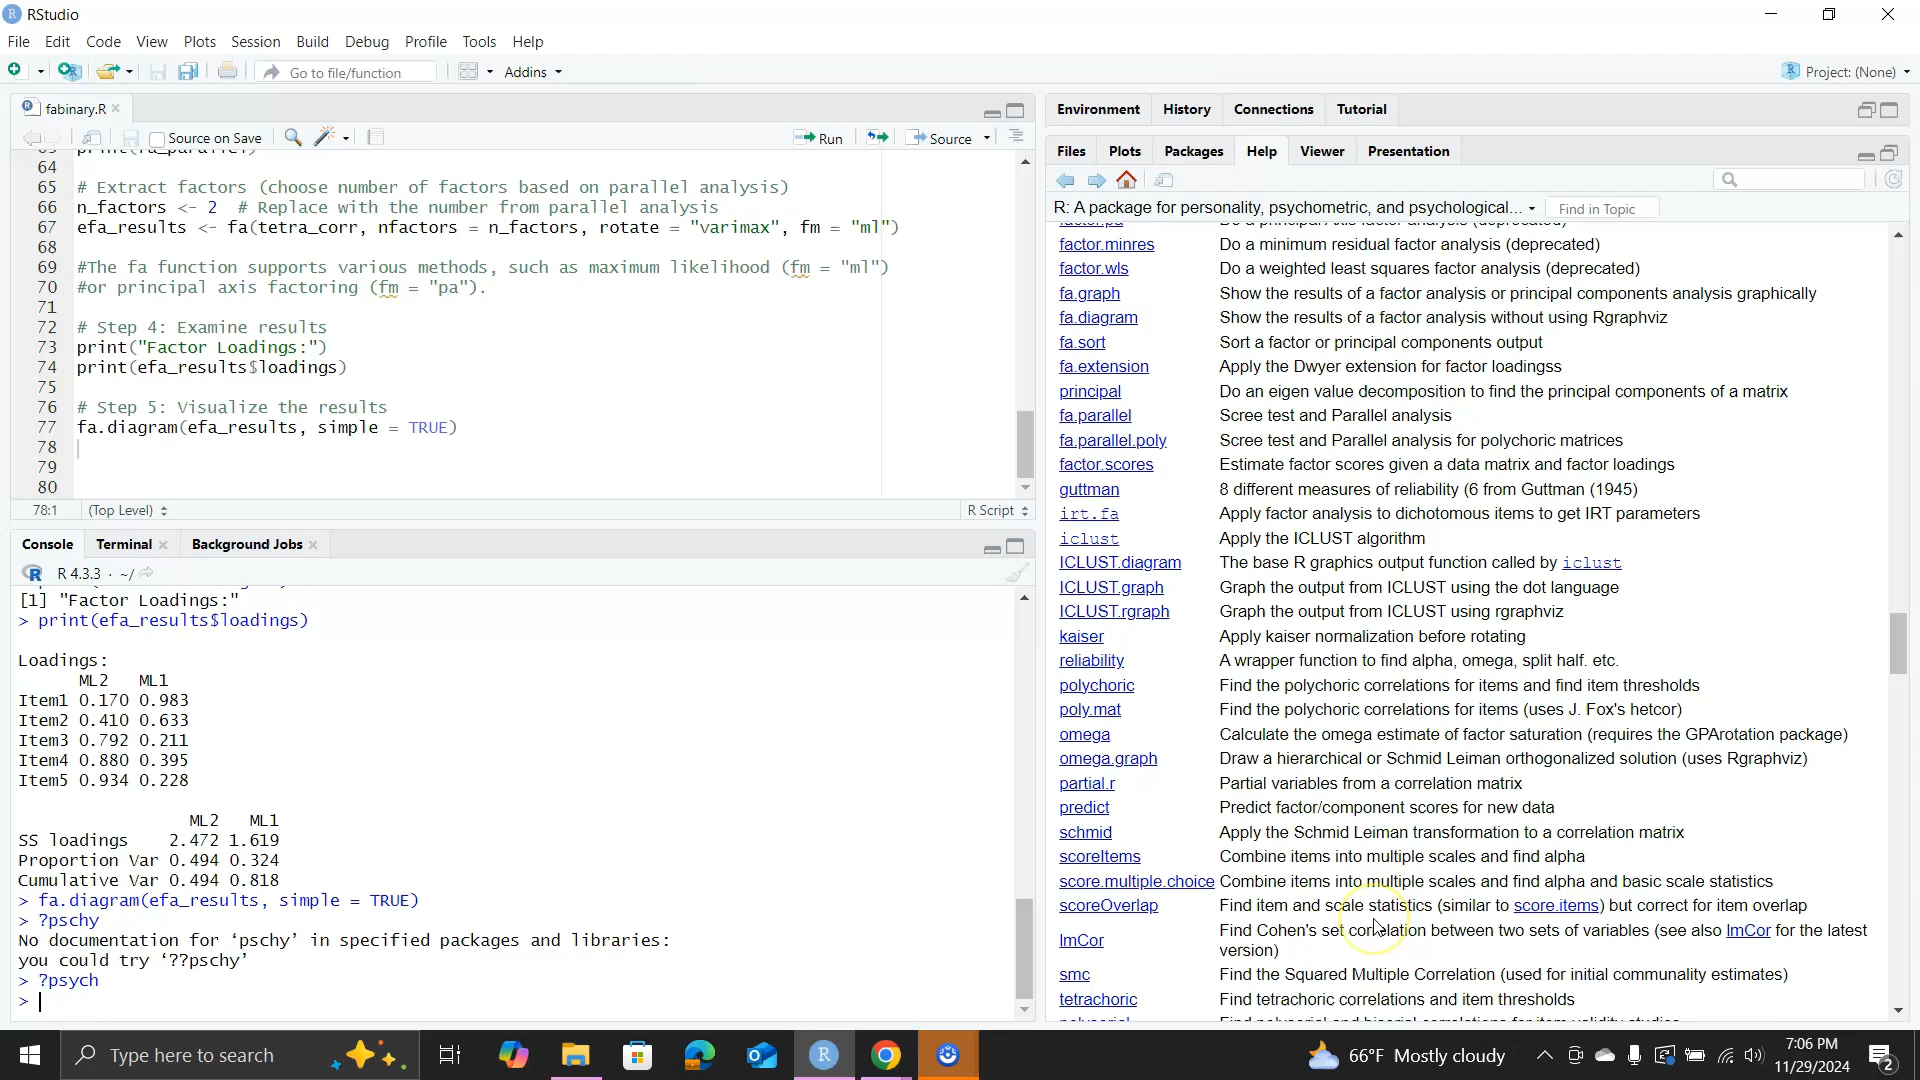 RStudio
File Edit Code View Plots Session Build Debug Profile Tools Help
Go to file/function Addins Project: (None)
fabinary.R
Source on Save Run Source
64
65 # Extract factors (choose number of factors based on parallel analysis)
66 n_factors <- 2  # Replace with the number from parallel analysis
67 efa_results <- fa(tetra_corr, nfactors = n_factors, rotate = "varimax", fm = "ml")
68
69 #The fa function supports various methods, such as maximum likelihood (fm = "ml")
70 #or principal axis factoring (fm = "pa").
71
72 # Step 4: Examine results
73 print("Factor Loadings:")
74 print(efa_results$loadings)
75
76 # Step 5: Visualize the results
77 fa.diagram(efa_results, simple = TRUE)
78
79
80
78:1 (Top Level) R Script
Console Terminal Background Jobs
R 4.3.3 · ~/
[1] "Factor Loadings:"
> print(efa_results$loadings)
Loadings:
ML2 ML1
Item1 0.170 0.983
Item2 0.410 0.633
Item3 0.792 0.211
Item4 0.880 0.395
Item5 0.934 0.228
ML2 ML1
SS loadings 2.472 1.619
Proportion Var 0.494 0.324
Cumulative Var 0.494 0.818
> fa.diagram(efa_results, simple = TRUE)
> ?pschy
No documentation for ‘pschy’ in specified packages and libraries:
you could try ‘??pschy’
> ?psych
>
Environment History Connections Tutorial
Files Plots Packages Help Viewer Presentation
R: A package for personality, psychometric, and psychological... Find in Topic
factor.minres Do a minimum residual factor analysis (deprecated)
factor.wls Do a weighted least squares factor analysis (deprecated)
fa.graph Show the results of a factor analysis or principal components analysis graphically
fa.diagram Show the results of a factor analysis without using Rgraphviz
fa.sort Sort a factor or principal components output
fa.extension Apply the Dwyer extension for factor loadingss
principal Do an eigen value decomposition to find the principal components of a matrix
fa.parallel Scree test and Parallel analysis
fa.parallel.poly Scree test and Parallel analysis for polychoric matrices
factor.scores Estimate factor scores given a data matrix and factor loadings
guttman 8 different measures of reliability (6 from Guttman (1945)
irt.fa Apply factor analysis to dichotomous items to get IRT parameters
iclust Apply the ICLUST algorithm
ICLUST.diagram The base R graphics output function called by iclust
ICLUST.graph Graph the output from ICLUST using the dot language
ICLUST.rgraph Graph the output from ICLUST using rgraphviz
kaiser Apply kaiser normalization before rotating
reliability A wrapper function to find alpha, omega, split half. etc.
polychoric Find the polychoric correlations for items and find item thresholds
poly.mat Find the polychoric correlations for items (uses J. Fox's hetcor)
omega Calculate the omega estimate of factor saturation (requires the GPArotation package)
omega.graph Draw a hierarchical or Schmid Leiman orthogonalized solution (uses Rgraphviz)
partial.r Partial variables from a correlation matrix
predict Predict factor/component scores for new data
schmid Apply the Schmid Leiman transformation to a correlation matrix
scoreItems Combine items into multiple scales and find alpha
score.multiple.choice Combine items into multiple scales and find alpha and basic scale statistics
scoreOverlap Find item and scale statistics (similar to score.items) but correct for item overlap
lmCor Find Cohen's set correlation between two sets of variables (see also lmCor for the latest
version)
smc Find the Squared Multiple Correlation (used for initial communality estimates)
tetrachoric Find tetrachoric correlations and item thresholds
Type here to search 66°F Mostly cloudy 7:06 PM
11/29/2024 2